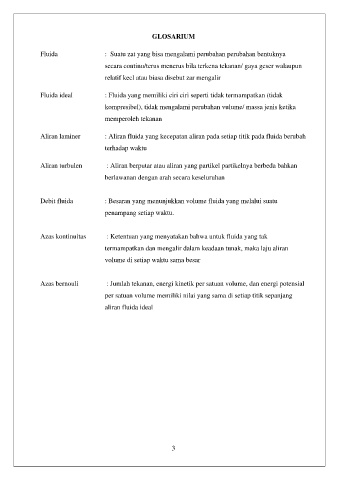 GLOSARIUM
Fluida : Suatu zat yang bisa mengalami perubahan perubahan bentuknya
secara continu/terus menerus bila terkena tekanan/ gaya geser walaupun
relatif kecl atau biasa disebut zat mengalir
Fluida ideal : Fluida yang memiliki ciri ciri seperti tidak termampatkan (tidak
kompresibel), tidak mengalami perubahan volume/ massa jenis ketika
memperoleh tekanan
Aliran laminer : Aliran fluida yang kecepatan aliran pada setiap titik pada fluida berubah
terhadap waktu
Aliran turbulen : Aliran berputar atau aliran yang partikel partikelnya berbeda bahkan
berlawanan dengan arah secara keseluruhan
Debit fluida : Besaran yang menunjukkan volume fluida yang melalui suatu
penampang setiap waktu.
Azas kontinuitas : Ketentuan yang menyatakan bahwa untuk fluida yang tak
termampatkan dan mengalir dalam keadaan tunak, maka laju aliran
volume di setiap waktu sama besar
Azas bernouli : Jumlah tekanan, energi kinetik per satuan volume, dan energi potensial
per satuan volume memiliki nilai yang sama di setiap titik sepanjang
aliran fluida ideal
3